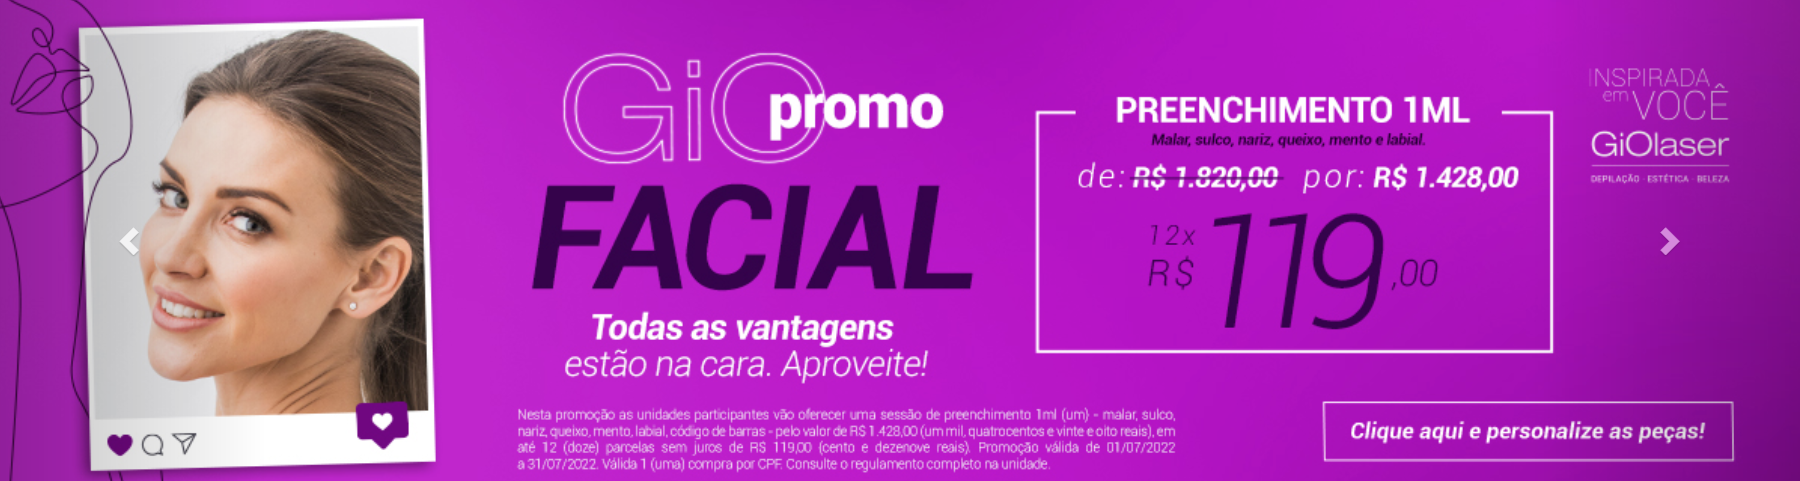 GiO promo
FACIAL
Todas as vantagens
estão na cara. Aproveite!
PREENCHIMENTO 1ML
Malar, sulco, nariz, queixo, mento e labial.
de: R$ 1.820,00 por: R$ 1.428,00
12x
R$ 119,00
INSPIRADA
em VOCÊ
GiOlaser
DEPILAÇÃO · ESTÉTICA · BELEZA
Nesta promoção as unidades participantes vão oferecer uma sessão de preenchimento 1ml (um) - malar, sulco,
nariz, queixo, mento, labial, código de barras - pelo valor de R$ 1.428,00 (um mil, quatrocentos e vinte e oito reais), em
até 12 (doze) parcelas sem juros de R$ 119,00 (cento e dezenove reais). Promoção válida de 01/07/2022
a 31/07/2022. Válida 1 (uma) compra por CPF. Consulte o regulamento completo na unidade.
Clique aqui e personalize as peças!